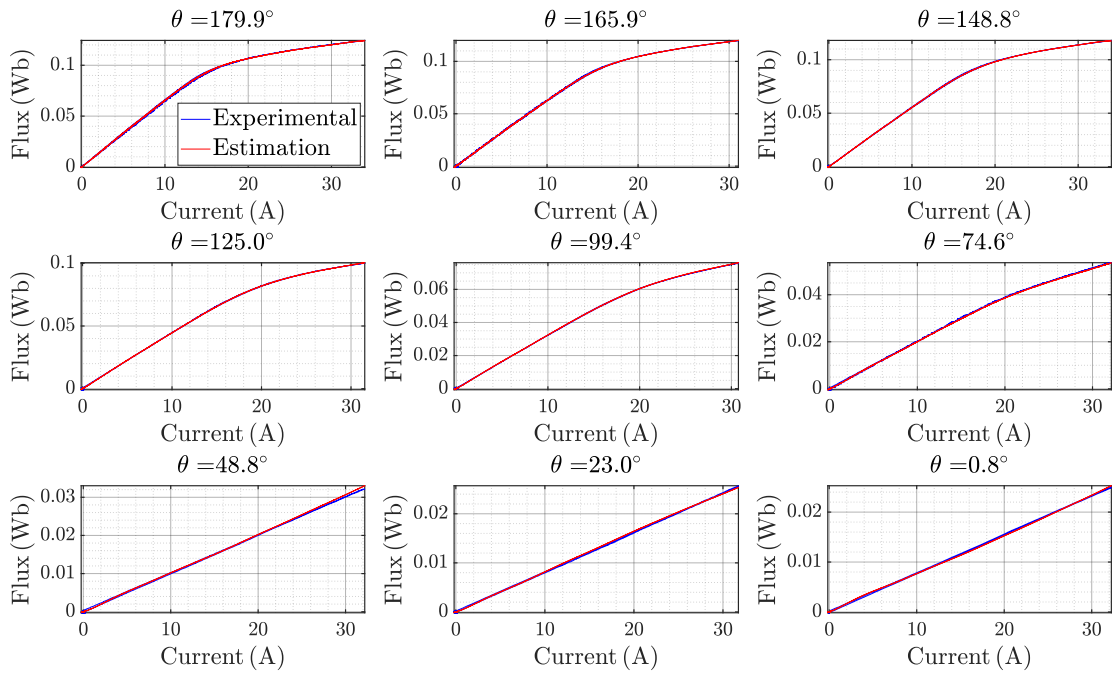 θ =179.9°
θ =165.9°
θ =148.8°
Flux (Wb)
0.1
0.05
0
Experimental
Estimation
0 10 20 30
Current (A)
Flux (Wb)
0.1
0.05
0
0 10 20 30
Current (A)
Flux (Wb)
0.1
0.05
0
0 10 20 30
Current (A)
θ =125.0°
θ =99.4°
θ =74.6°
Flux (Wb)
0.1
0.05
0
0 10 20 30
Current (A)
Flux (Wb)
0.06
0.04
0.02
0
0 10 20 30
Current (A)
Flux (Wb)
0.04
0.02
0
0 10 20 30
Current (A)
θ =48.8°
θ =23.0°
θ =0.8°
Flux (Wb)
0.03
0.02
0.01
0
0 10 20 30
Current (A)
Flux (Wb)
0.02
0.01
0
0 10 20 30
Current (A)
Flux (Wb)
0.02
0.01
0
0 10 20 30
Current (A)